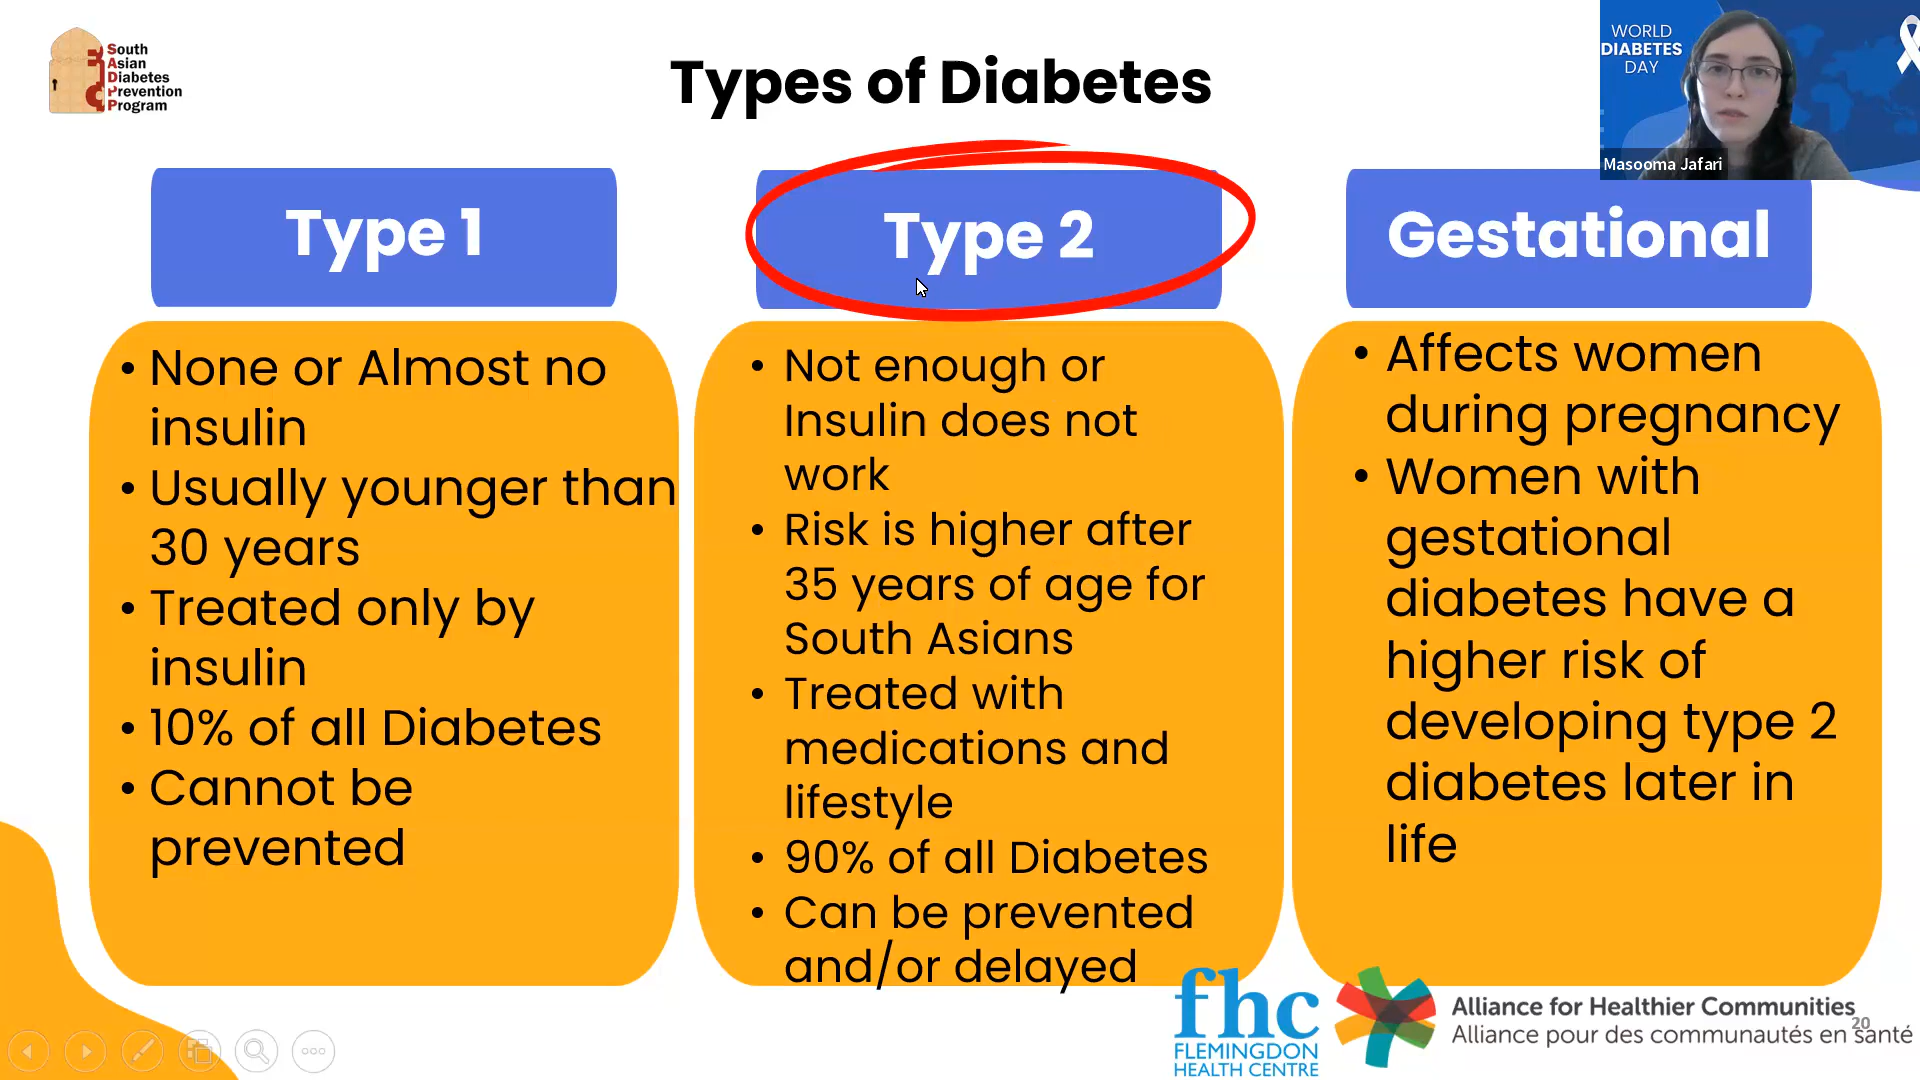 South
Asian
Diabetes
Prevention
Program
Types of Diabetes
WORLD
DIABETES
DAY
Masooma Jafari
Type 1
• None or Almost no
insulin
• Usually younger than
30 years
• Treated only by
insulin
• 10% of all Diabetes
• Cannot be
prevented
Type 2
• Not enough or
Insulin does not
work
• Risk is higher after
35 years of age for
South Asians
• Treated with
medications and
lifestyle
• 90% of all Diabetes
• Can be prevented
and/or delayed
Gestational
• Affects women
during pregnancy
• Women with
gestational
diabetes have a
higher risk of
developing type 2
diabetes later in
life
fhc
FLEMINGDON
HEALTH CENTRE
Alliance for Healthier Communities
Alliance pour des communautés en santé
20